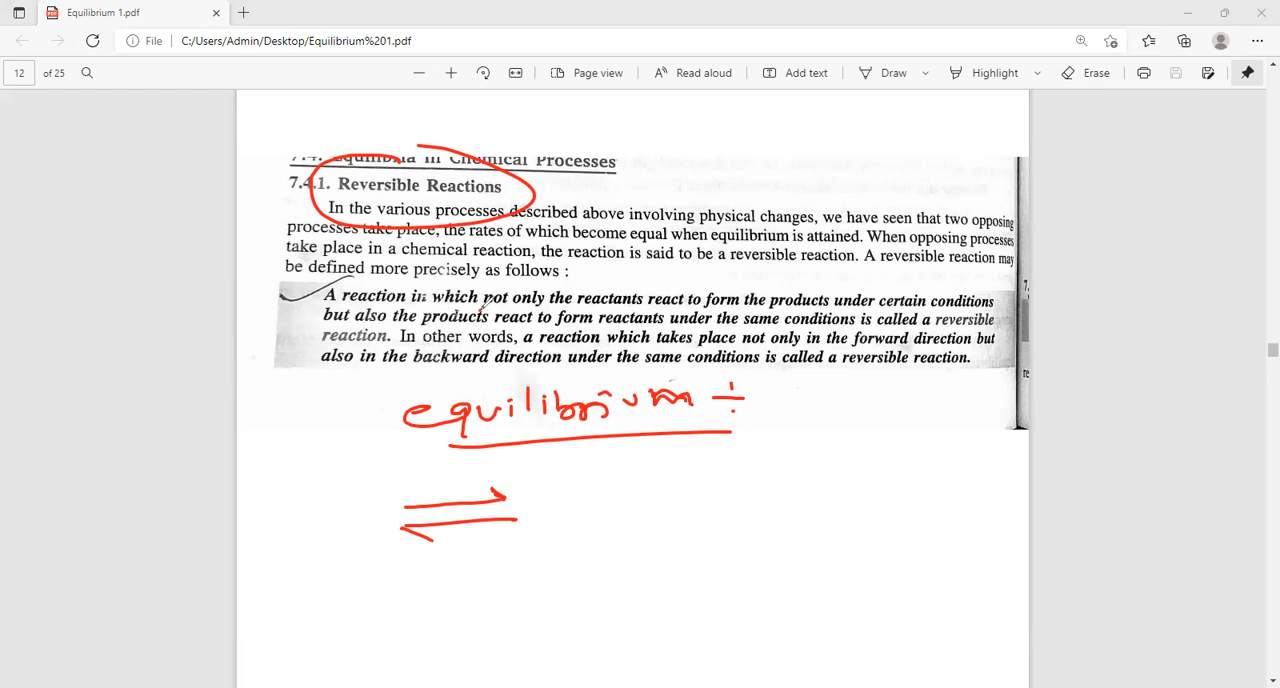 Equilibrium 1.pdf
File C:/Users/Admin/Desktop/Equilibrium%201.pdf
12 of 25 Page view Read aloud Add text Draw Highlight Erase
7.4. Equilibria in Chemical Processes
7.4.1. Reversible Reactions
In the various processes described above involving physical changes, we have seen that two opposing
processes take place, the rates of which become equal when equilibrium is attained. When opposing processes
take place in a chemical reaction, the reaction is said to be a reversible reaction. A reversible reaction may
be defined more precisely as follows :
A reaction in which not only the reactants react to form the products under certain conditions
but also the products react to form reactants under the same conditions is called a reversible
reaction. In other words, a reaction which takes place not only in the forward direction but
also in the backward direction under the same conditions is called a reversible reaction.
equilibrium ÷
⇌